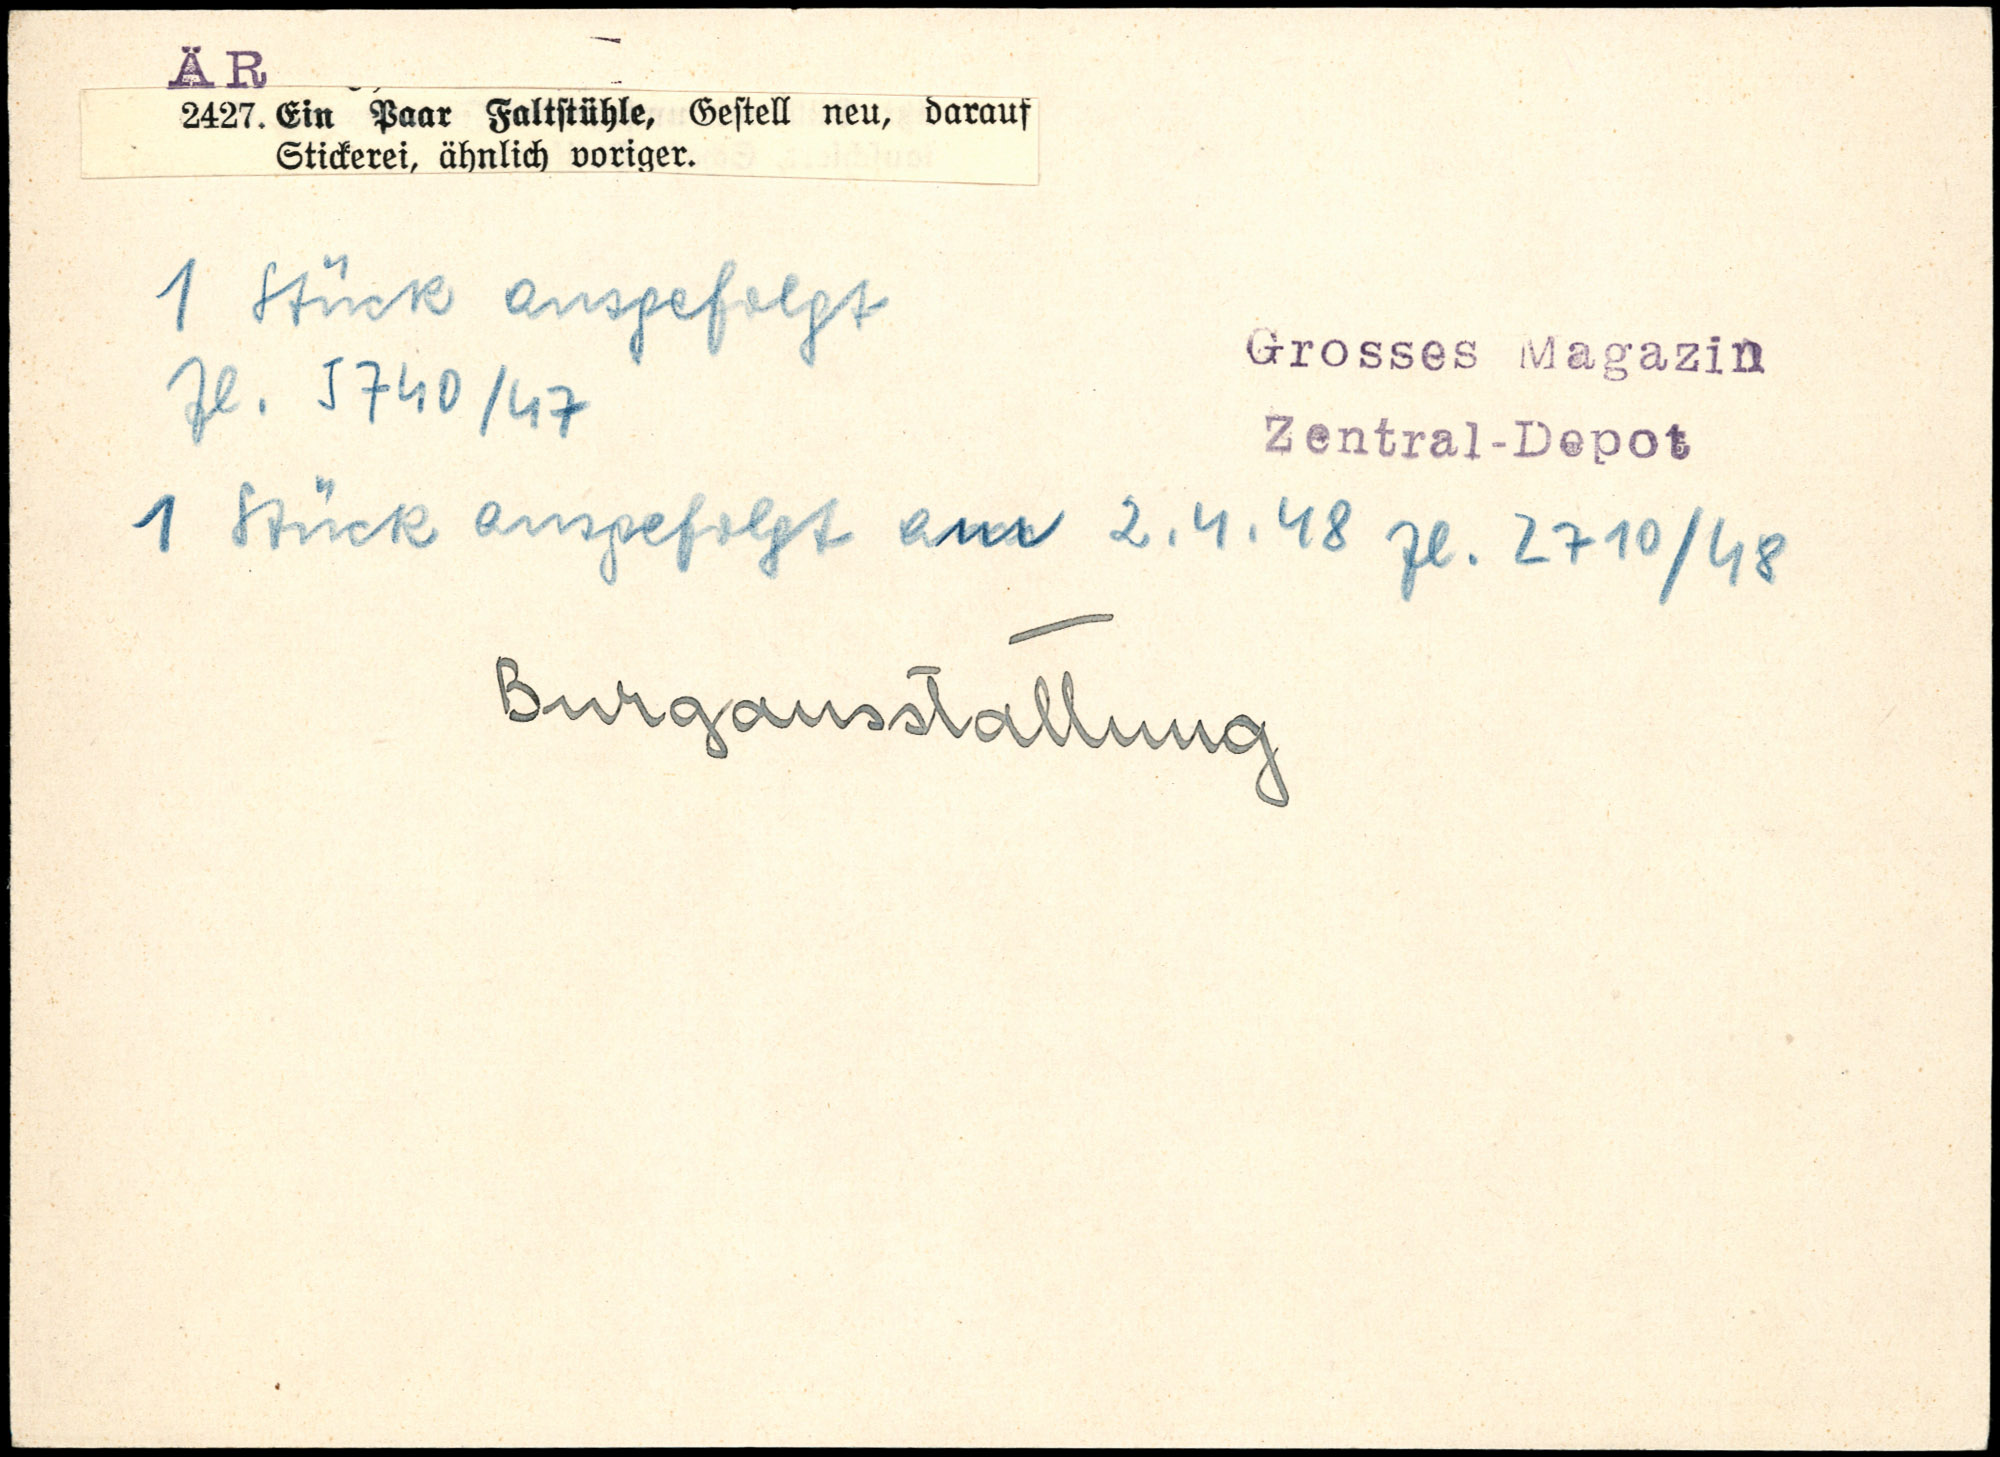 ÄR
2427. Ein Paar Faltstühle, Gestell neu, darauf
Stickerei, ähnlich voriger.
1 Stück ausgefolgt
Zl. 5740/47
Grosses Magazin
Zentral-Depot
1 Stück ausgefolgt am 2.4.48 Zl. 2710/48
Burgausstallung